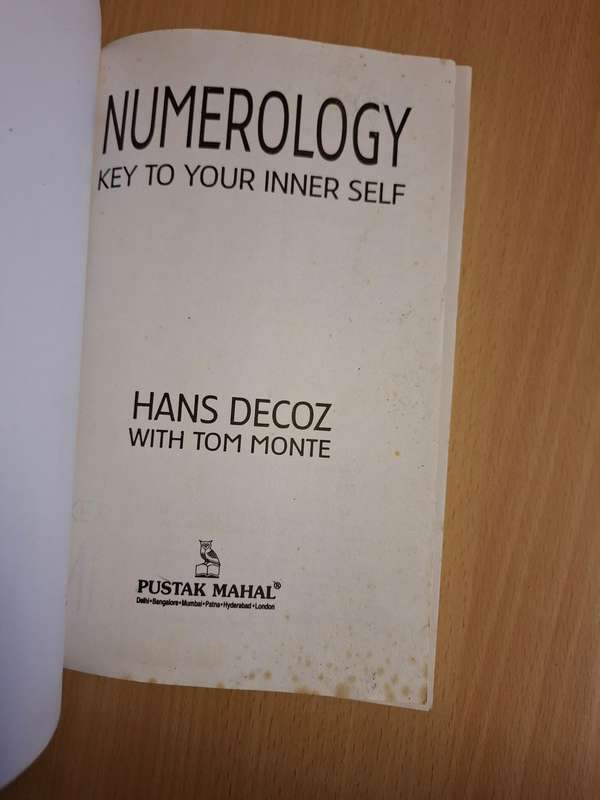 NUMEROLOGY
KEY TO YOUR INNER SELF
HANS DECOZ
WITH TOM MONTE
PUSTAK MAHAL®
Delhi•Bangalore•Mumbai•Patna•Hyderabad•London